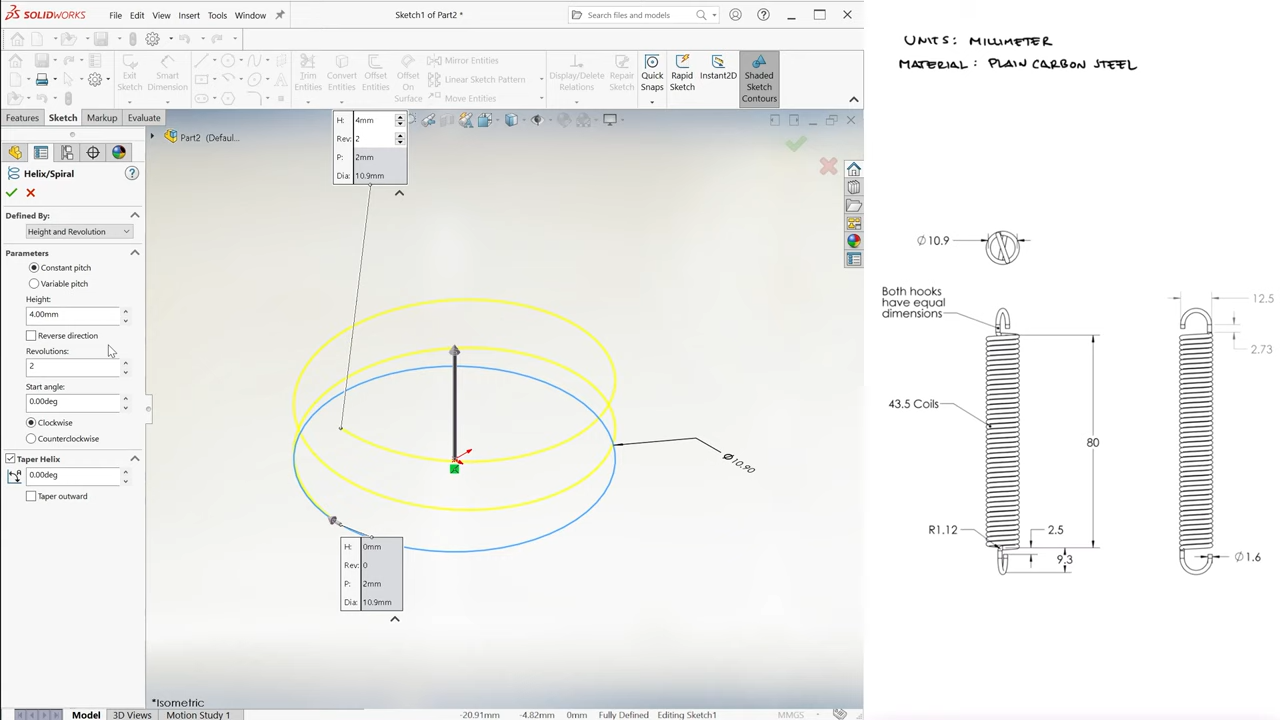 SOLIDWORKS
File Edit View Insert Tools Window
Sketch1 of Part2 *
Search files and models
Exit Sketch
Smart Dimension
Trim Entities
Convert Entities
Offset Entities
Offset On Surface
Mirror Entities
Linear Sketch Pattern
Move Entities
Display/Delete Relations
Repair Sketch
Quick Snaps
Rapid Sketch
Instant2D
Shaded Sketch Contours
Features Sketch Markup Evaluate
Part2 (Defaul...
Helix/Spiral
Defined By:
Height and Revolution
Parameters
Constant pitch
Variable pitch
Height:
4.00mm
Reverse direction
Revolutions:
2
Start angle:
0.00deg
Clockwise
Counterclockwise
Taper Helix
0.00deg
Taper outward
H: 4mm
Rev: 2
P: 2mm
Dia: 10.9mm
Ø10.90
H: 0mm
Rev: 0
P: 2mm
Dia: 10.9mm
*Isometric
Model 3D Views Motion Study 1
-20.91mm -4.82mm 0mm Fully Defined Editing Sketch1 MMGS
UNITS: MILLIMETER
MATERIAL: PLAIN CARBON STEEL
Ø10.9
Both hooks
have equal
dimensions
12.5
2.73
43.5 Coils
80
R1.12
2.5
9.3
Ø1.6